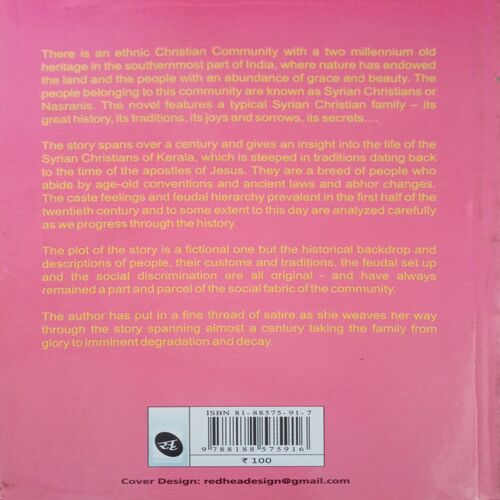 There is an ethnic Christian Community with a two millennium old
heritage in the southernmost part of India, where nature has endowed
the land and the people with an abundance of grace and beauty. The
people belonging to this community are known as Syrian Christians or
Nasranis. The novel features a typical Syrian Christian family – its
great history, its traditions, its joys and sorrows, its secrets....
The story spans over a century and gives an insight into the life of the
Syrian Christians of Kerala, which is steeped in traditions dating back
to the time of the apostles of Jesus. They are a breed of people who
abide by age-old conventions and ancient laws and abhor changes.
The caste feelings and feudal hierarchy prevalent in the first half of the
twentieth century and to some extent to this day are analyzed carefully
as we progress through the history.
The plot of the story is a fictional one but the historical backdrop and
descriptions of people, their customs and traditions, the feudal set up
and the social discrimination are all original - and have always
remained a part and parcel of the social fabric of the community.
The author has put in a fine thread of satire as she weaves her way
through the story spanning almost a century taking the family from
glory to imminent degradation and decay.
ISBN 81-88575-91-7
9 788188 575916
₹ 100
Cover Design: redheadesign@gmail.com